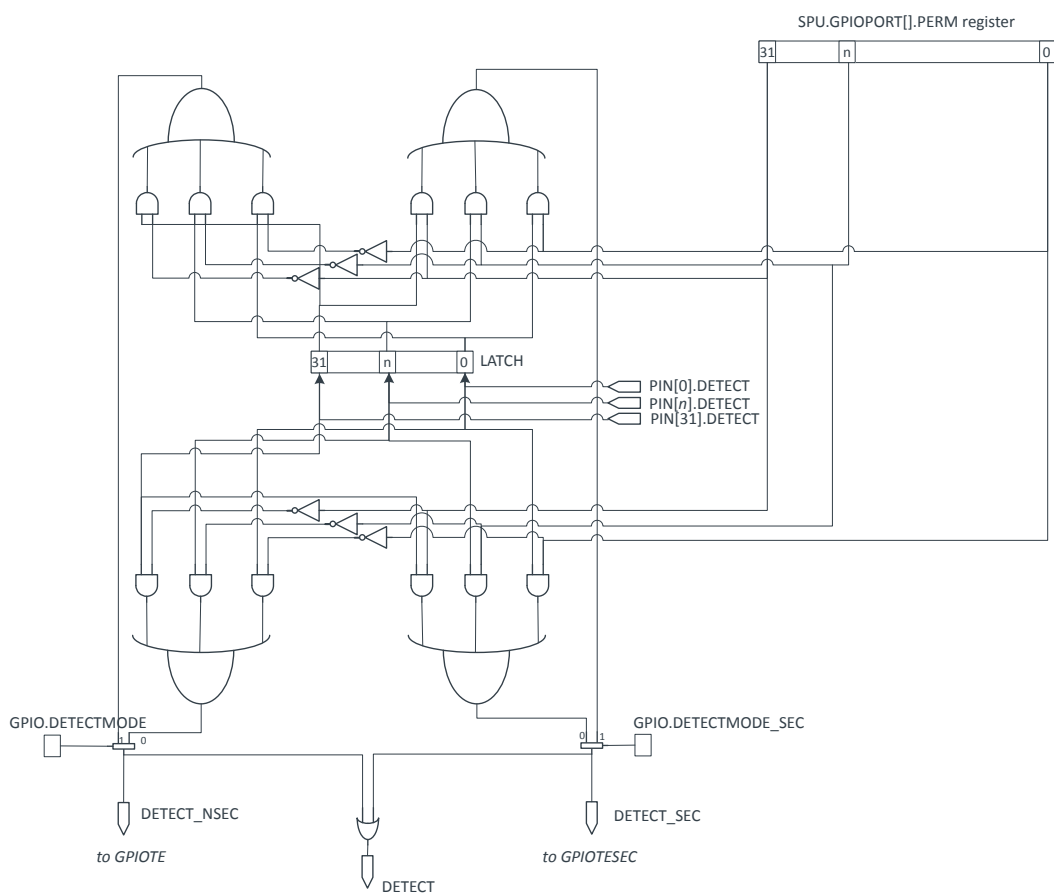 SPU.GPIOPORT[].PERM register
31 n 0
31 n 0 LATCH
PIN[0].DETECT
PIN[n].DETECT
PIN[31].DETECT
GPIO.DETECTMODE
1 0
0 1
GPIO.DETECTMODE_SEC
DETECT_NSEC
DETECT_SEC
to GPIOTE
to GPIOTESEC
DETECT